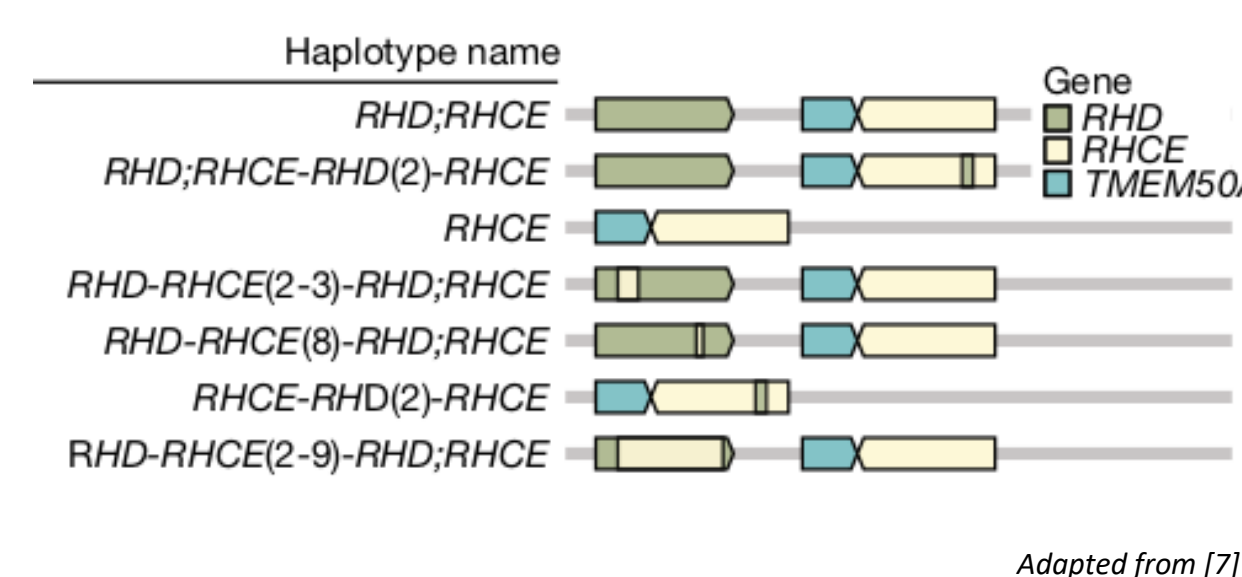 Haplotype name
RHD;RHCE
RHD;RHCE-RHD(2)-RHCE
RHCE
RHD-RHCE(2-3)-RHD;RHCE
RHD-RHCE(8)-RHD;RHCE
RHCE-RHD(2)-RHCE
RHD-RHCE(2-9)-RHD;RHCE
Gene
RHD
RHCE
TMEM50
Adapted from [7]